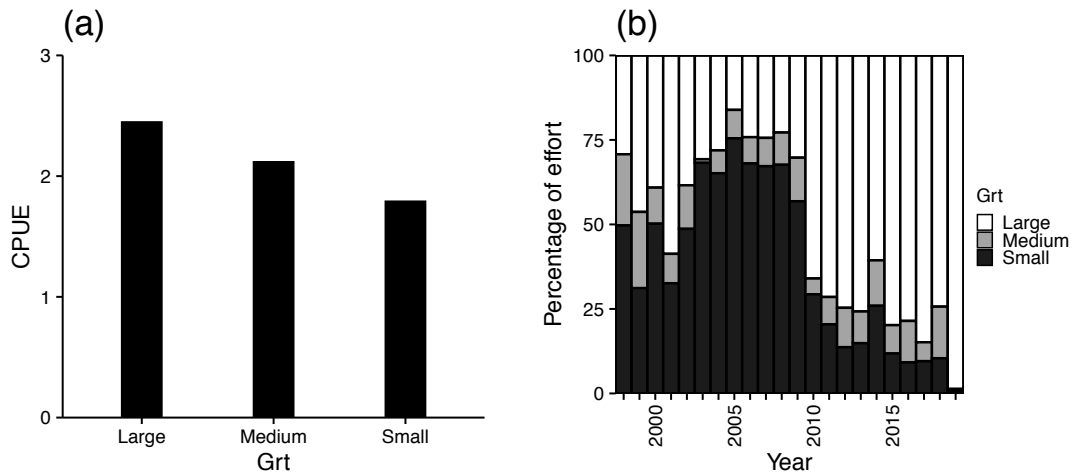 (a)
CPUE
3
2
1
0
Large Medium Small
Grt
(b)
Percentage of effort
100
75
50
25
0
2000 2005 2010 2015
Year
Grt
Large
Medium
Small